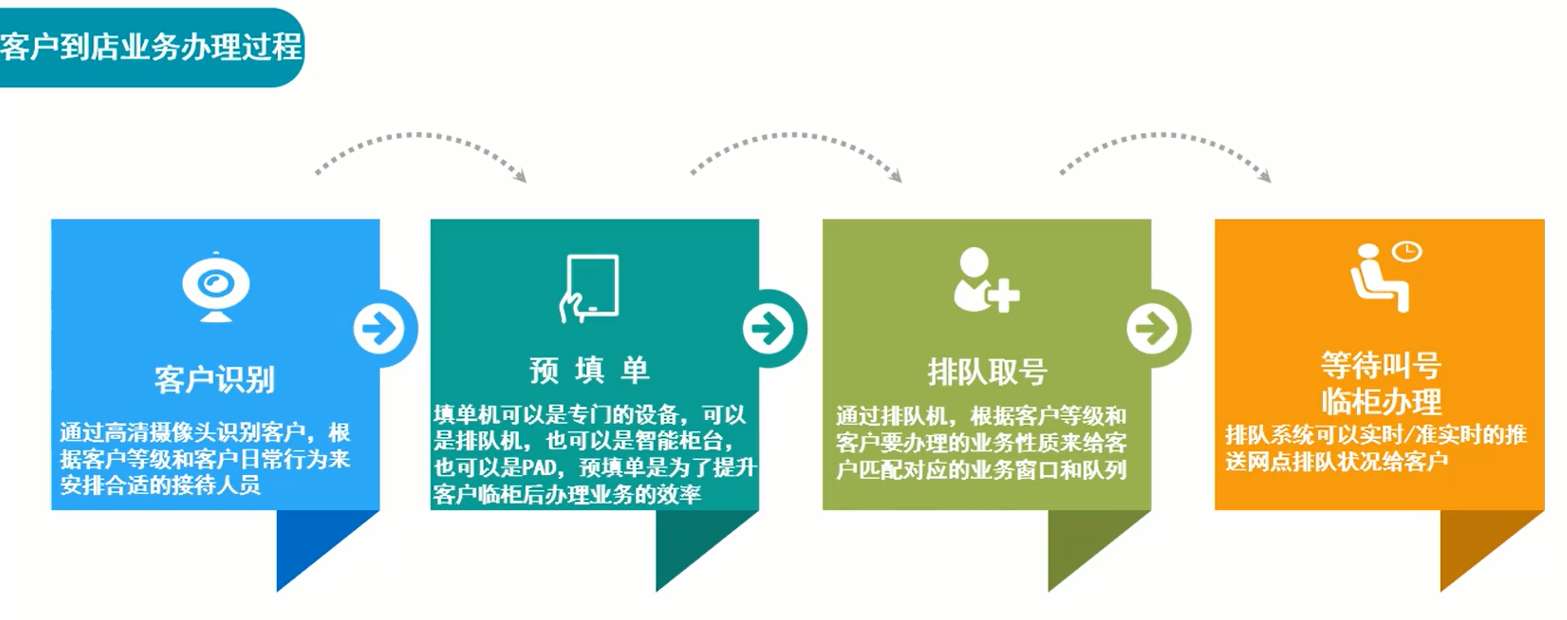 客户到店业务办理过程
客户识别
通过高清摄像头识别客户，根
据客户等级和客户日常行为来
安排合适的接待人员
预 填 单
填单机可以是专门的设备，可以
是排队机，也可以是智能柜台，
也可以是PAD，预填单是为了提升
客户临柜后办理业务的效率
排队取号
通过排队机，根据客户等级和
客户要办理的业务性质来给客
户匹配对应的业务窗口和队列
等待叫号
临柜办理
排队系统可以实时/准实时的推
送网点排队状况给客户